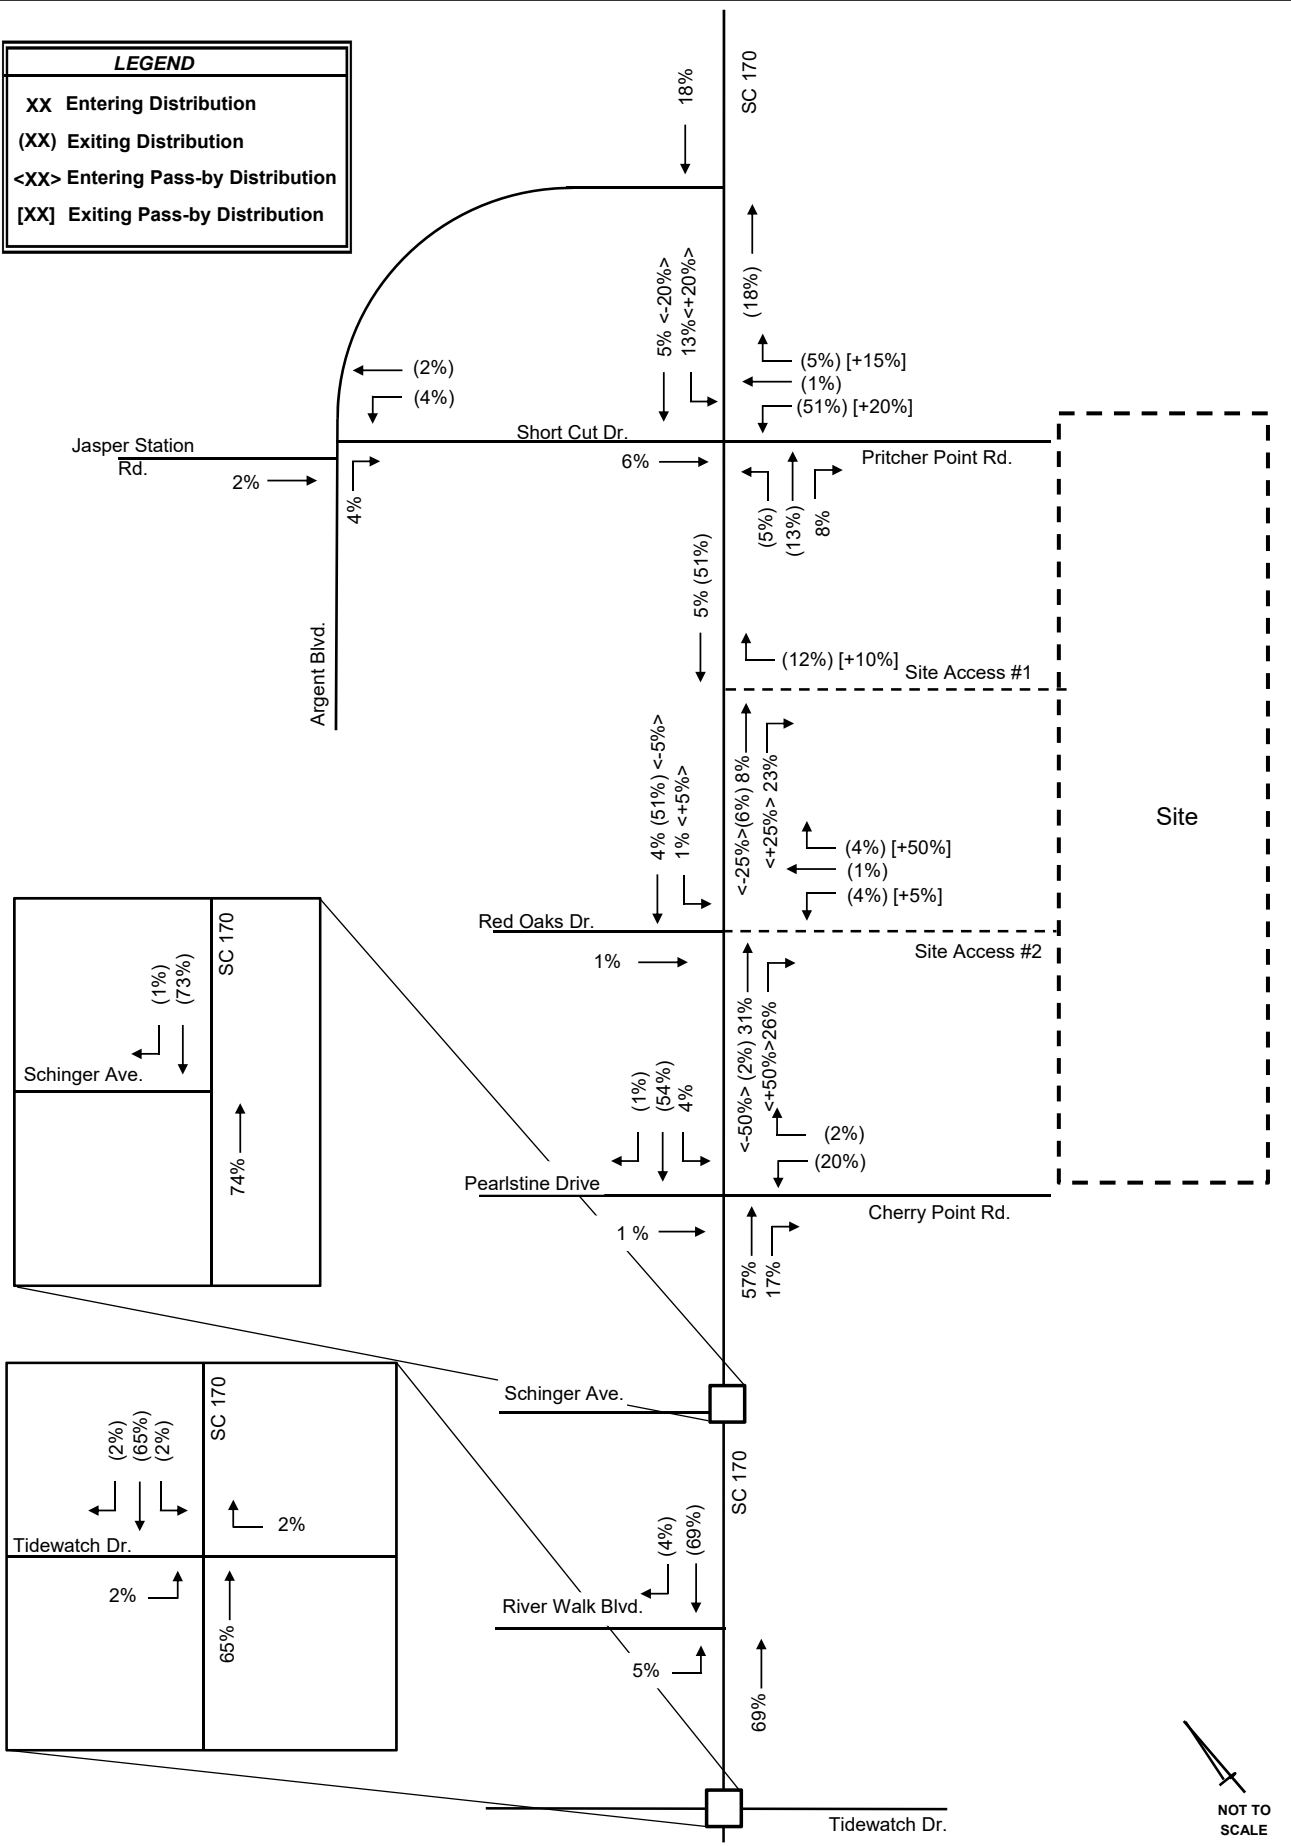 LEGEND
XX Entering Distribution
(XX) Exiting Distribution
<XX> Entering Pass-by Distribution
[XX] Exiting Pass-by Distribution
18%
SC 170
(18%)
5% <-20%>
13%<+20%>
(5%) [+15%]
(1%)
(51%) [+20%]
(2%)
(4%)
Jasper Station
Rd.
Short Cut Dr.
Pritcher Point Rd.
2%
4%
6%
(5%)
(13%)
8%
Argent Blvd.
5% (51%)
(12%) [+10%]
Site Access #1
4% (51%) <-5%>
1% <+5%>
<-25%>(6%) 8%
<+25%> 23%
(4%) [+50%]
(1%)
(4%) [+5%]
Site
Red Oaks Dr.
Site Access #2
1%
<-50%> (2%) 31%
<+50%>26%
(1%)
(54%)
4%
(2%)
(20%)
Pearlstine Drive
Cherry Point Rd.
1 %
57%
17%
SC 170
(1%)
(73%)
Schinger Ave.
74%
Schinger Ave.
SC 170
SC 170
(2%)
(65%)
(2%)
2%
Tidewatch Dr.
2%
65%
(4%)
(69%)
River Walk Blvd.
5%
69%
Tidewatch Dr.
NOT TO
SCALE